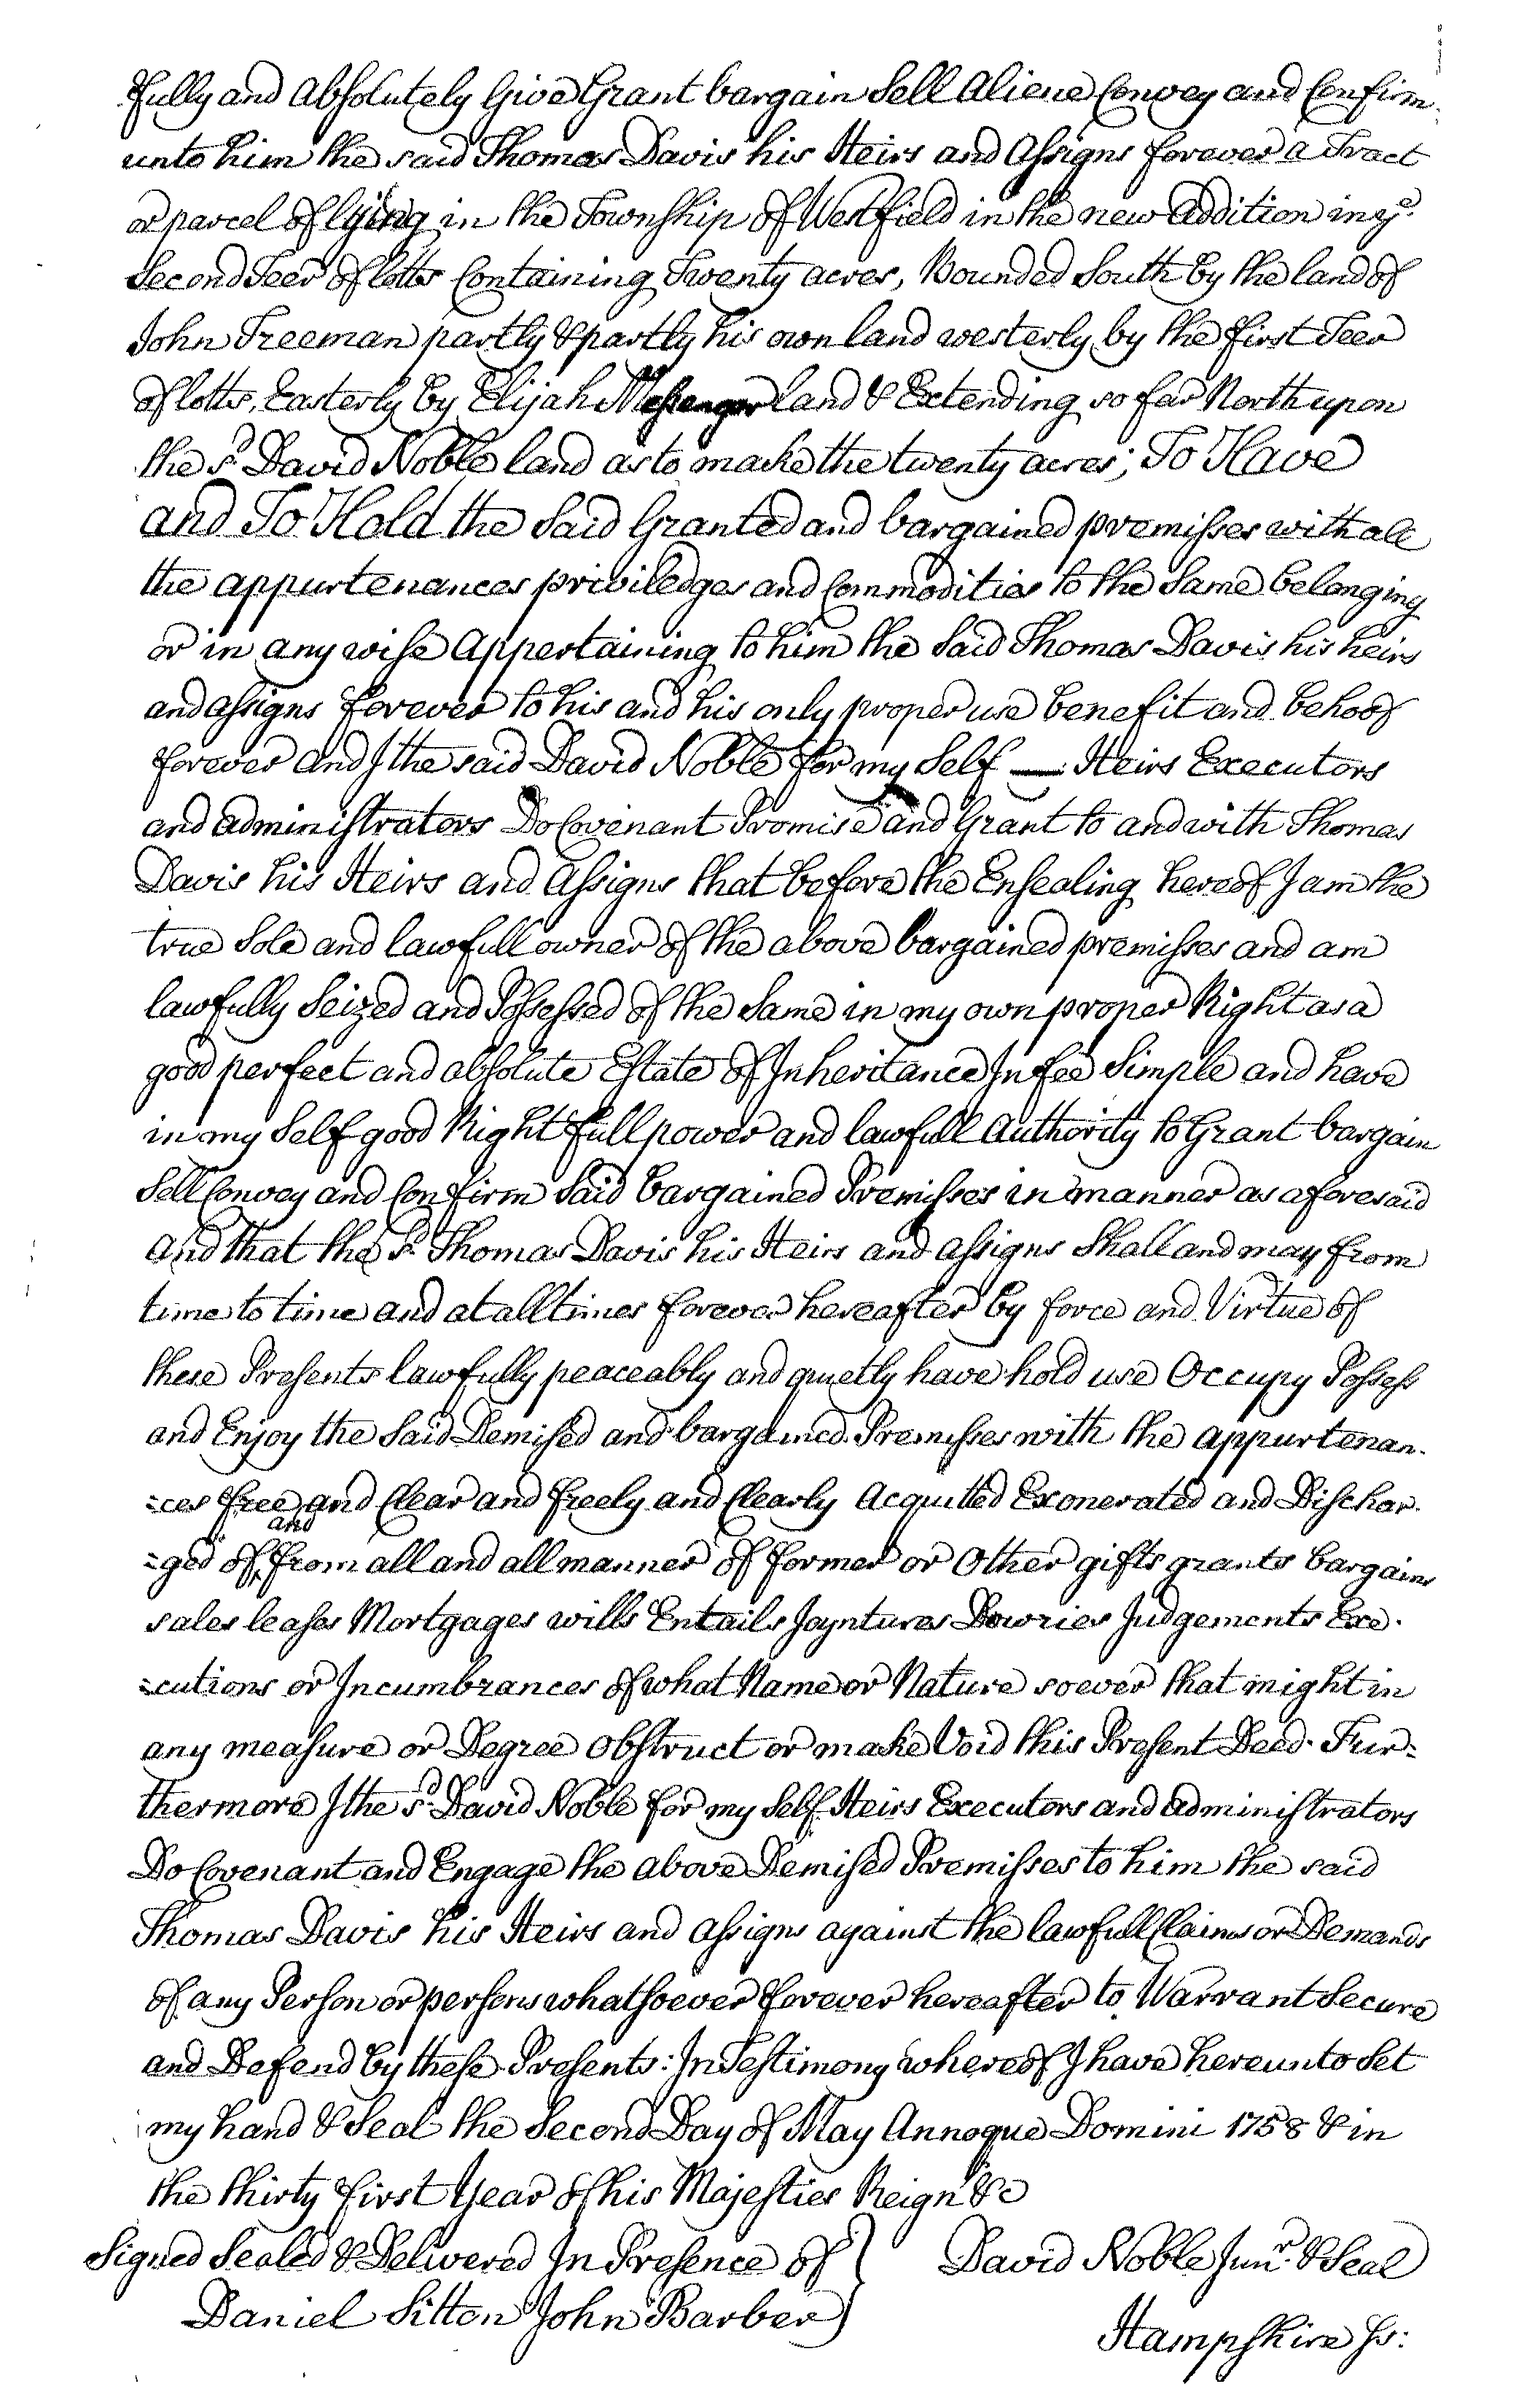 fully and Absolutely Give Grant bargain Sell Aliene Convey and Confirm
unto him the said Thomas Davis his Heirs and Assigns forever a Tract
or parcel of lying in the Township of Westfield in the new Addition in ye
Second Teer of lotts Containing Twenty acres, Bounded South by the land of
John Freeman partly & partly his own land westerly by the first Teer
of lotts, Easterly by Elijah Messenger land & Extending so far North upon
the sd David Noble land as to make the twenty acres; To Have
and To Hold the Said Granted and bargained premisses with all
the appurtenances priviledges and Commodities to the Same belonging
or in any wise Appertaining to him the Said Thomas Davis his heirs
and assigns forever to his and his only proper use benefit and behoof
forever And I the said David Noble for my Self — Heirs Executors
and administrators Do Covenant Promise and Grant to and with Thomas
Davis his Heirs and Assigns that before the Ensealing hereof I am the
true Sole and lawfull owner of the above bargained premisses and am
lawfully Seized and Possessed of the Same in my own proper Right as a
good perfect and absolute Estate of Inheritance In fee Simple and have
in my Self good Right full power and lawfull Authority to Grant bargain
Sell Convey and Confirm Said bargained Premisses in manner as aforesaid
And that the sd Thomas Davis his Heirs and assigns Shall and may from
time to time and at all times forever hereafter by force and Virtue of
these Presents lawfully peaceably and quietly have hold use Occupy Possess
and Enjoy the Said Demised and bargained Premisses with the appurtenan-
-ces free and Clear and freely and Clearly Acquitted Exonerated and Dischar-
-ged of, and from all and all manner of former or Other gifts grants bargains
sales leases Mortgages wills Entails Joyntures Dowries Judgements Exe-
-cutions or Incumbrances of what Name or Nature soever that might in
any measure or Degree Obstruct or make Void this Present Deed. Fur-
thermore I the sd David Noble for my Self Heirs Executors and administrators
Do Covenant and Engage the above Demised Premisses to him the said
Thomas Davis his Heirs and assigns against the lawfull Claims or Demands
of any Person or persons whatsoever forever hereafter to Warrant Secure
and Defend by these Presents: In Testimony whereof I have hereunto Set
my hand & Seal the Second Day of May Annoque Domini 1758 & in
the thirty first Year of his Majesties Reign &c
Signed Sealed & Delivered In Presence of } David Noble Junr. & Seal
Daniel Sitton John Barber
Hampshire ss: